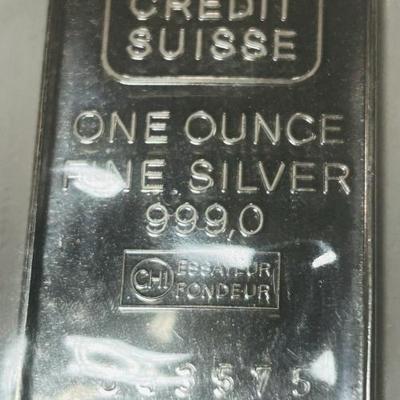 CREDIT
SUISSE
ONE OUNCE
FINE SILVER
999,0
CHI ESSAYEUR
FONDEUR